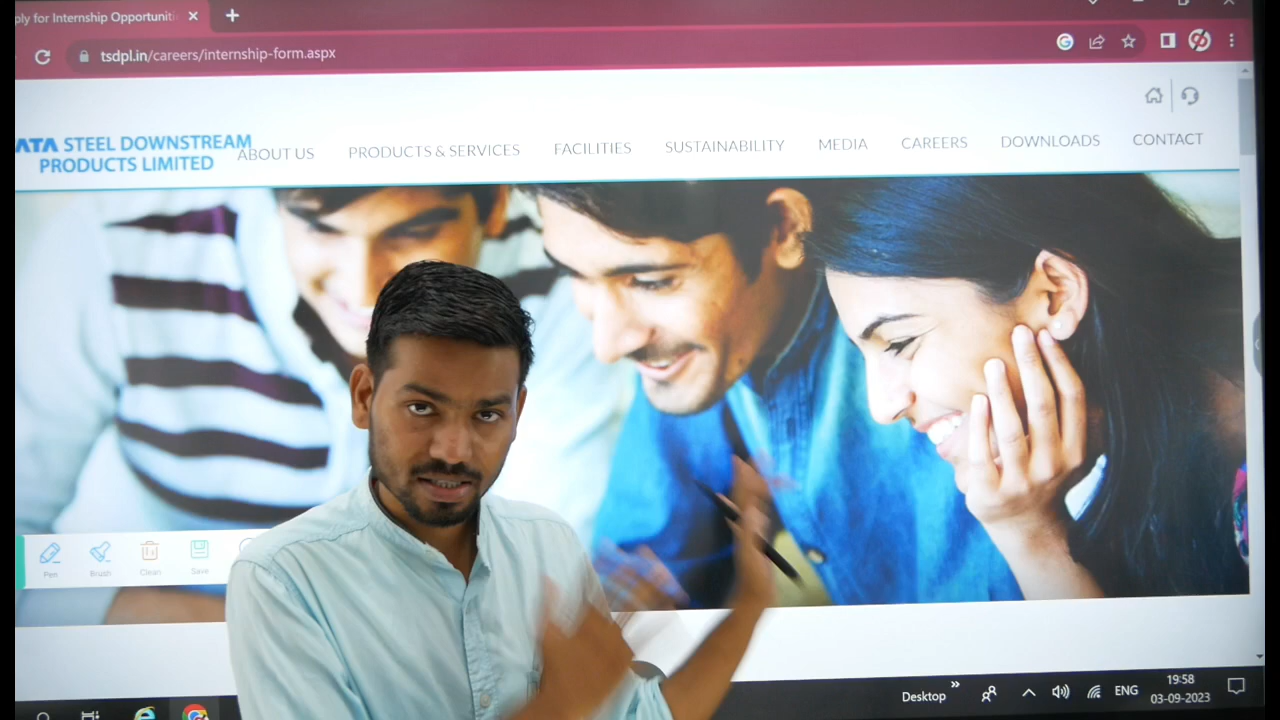 ply for Internship Opportuniti
tsdpl.in/careers/internship-form.aspx
ATA STEEL DOWNSTREAM
PRODUCTS LIMITED
ABOUT US
PRODUCTS & SERVICES
FACILITIES
SUSTAINABILITY
MEDIA
CAREERS
DOWNLOADS
CONTACT
Pen
Brush
Clean
Save
Desktop
ENG
19:58
03-09-2023